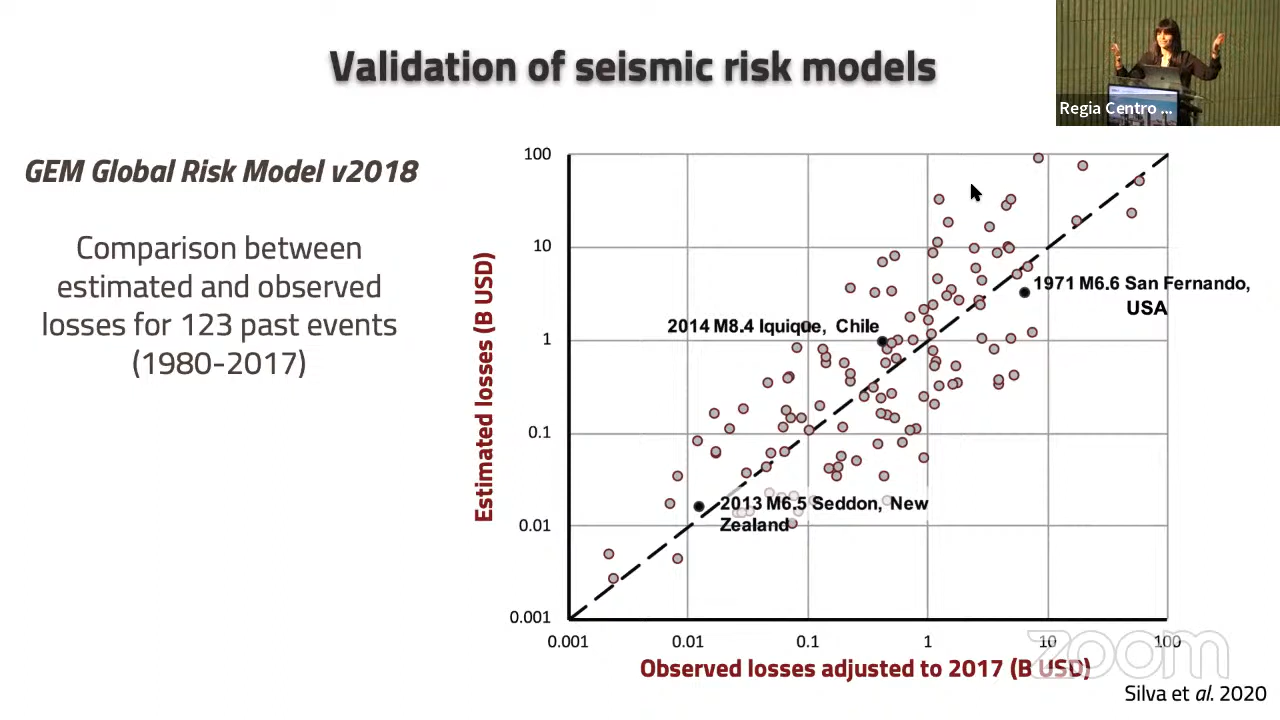 Validation of seismic risk models
Regia Centro ...
GEM Global Risk Model v2018
Comparison between
estimated and observed
losses for 123 past events
(1980-2017)
Estimated losses (B USD)
100
10
1
0.1
0.01
0.001
1971 M6.6 San Fernando,
USA
2014 M8.4 Iquique, Chile
2013 M6.5 Seddon, New
Zealand
0.001 0.01 0.1 1 10 100
Observed losses adjusted to 2017 (B USD)
zoom
Silva et al. 2020